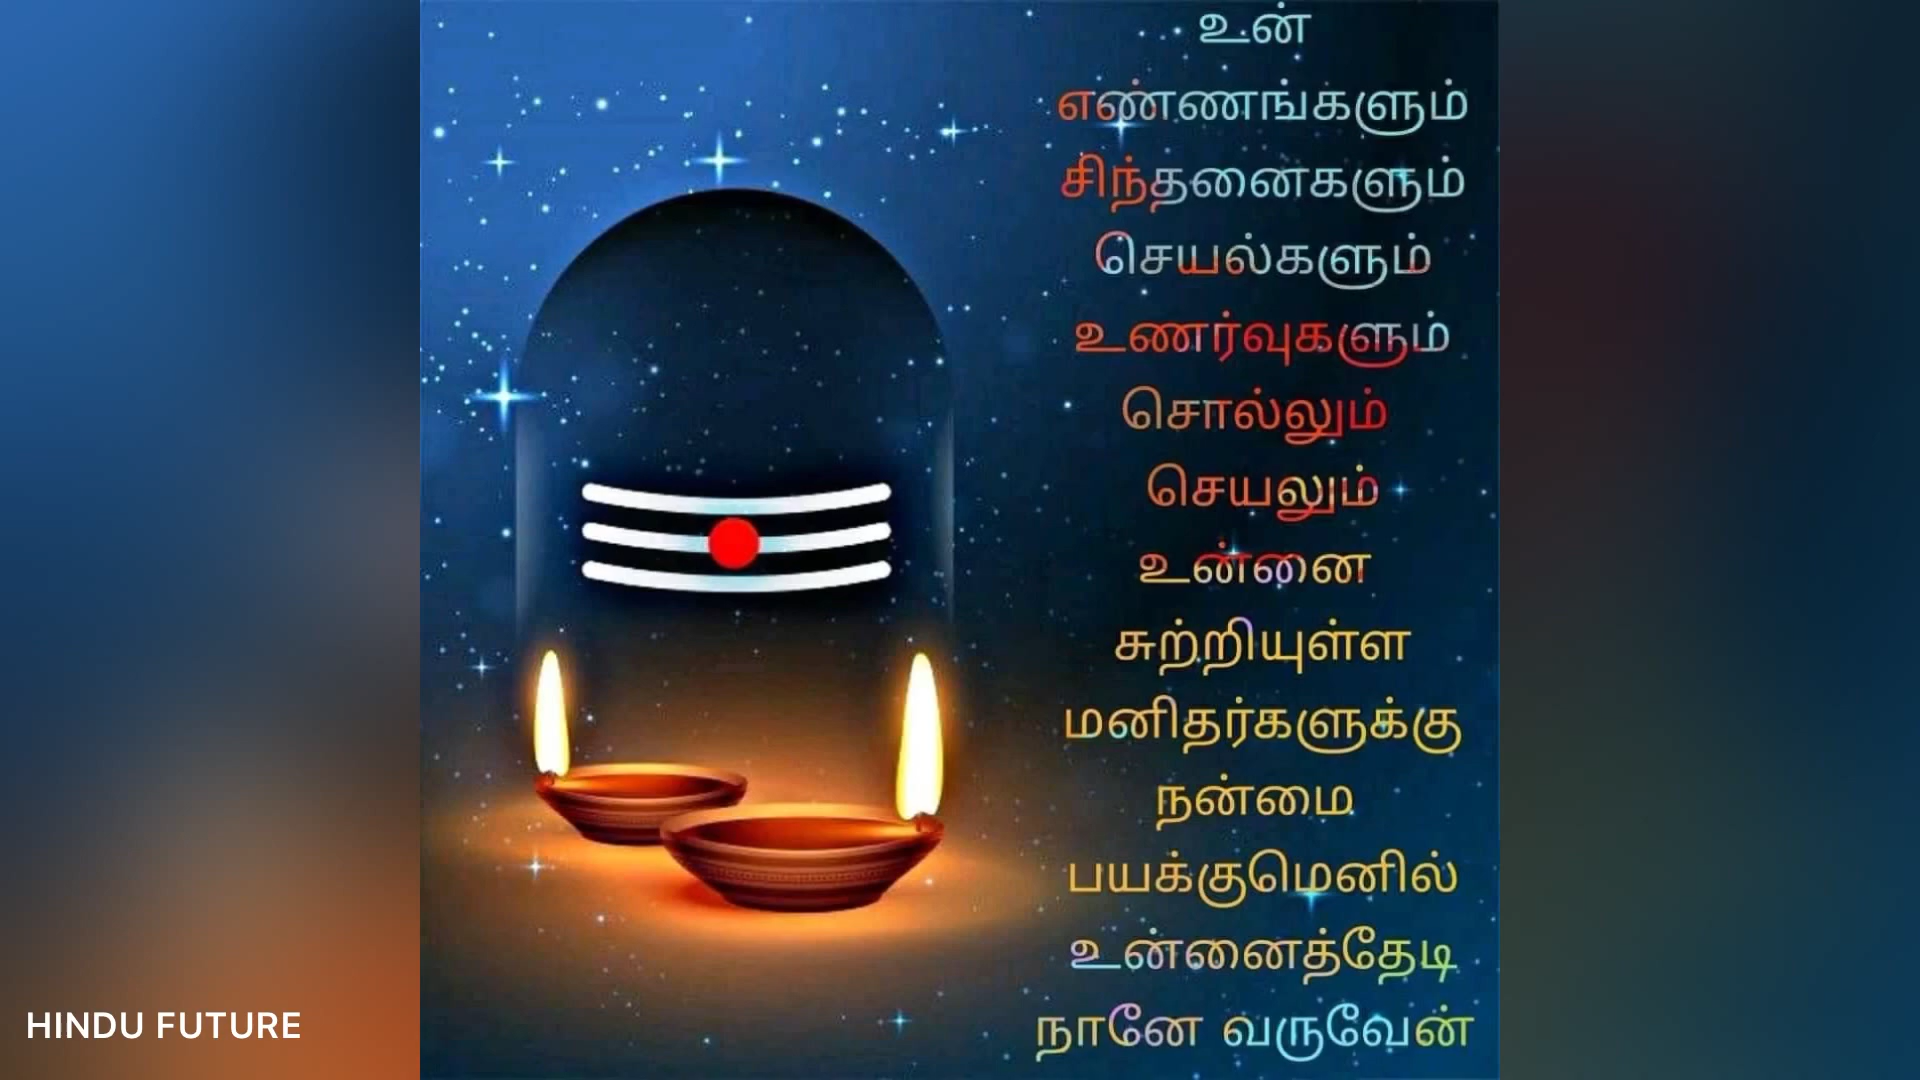 உன்
எண்ணங்களும்
சிந்தனைகளும்
செயல்களும்
உணர்வுகளும்
சொல்லும்
செயலும்
உன்னை
சுற்றியுள்ள
மனிதர்களுக்கு
நன்மை
பயக்குமெனில்
உன்னைத்தேடி
நானே வருவேன்
HINDU FUTURE